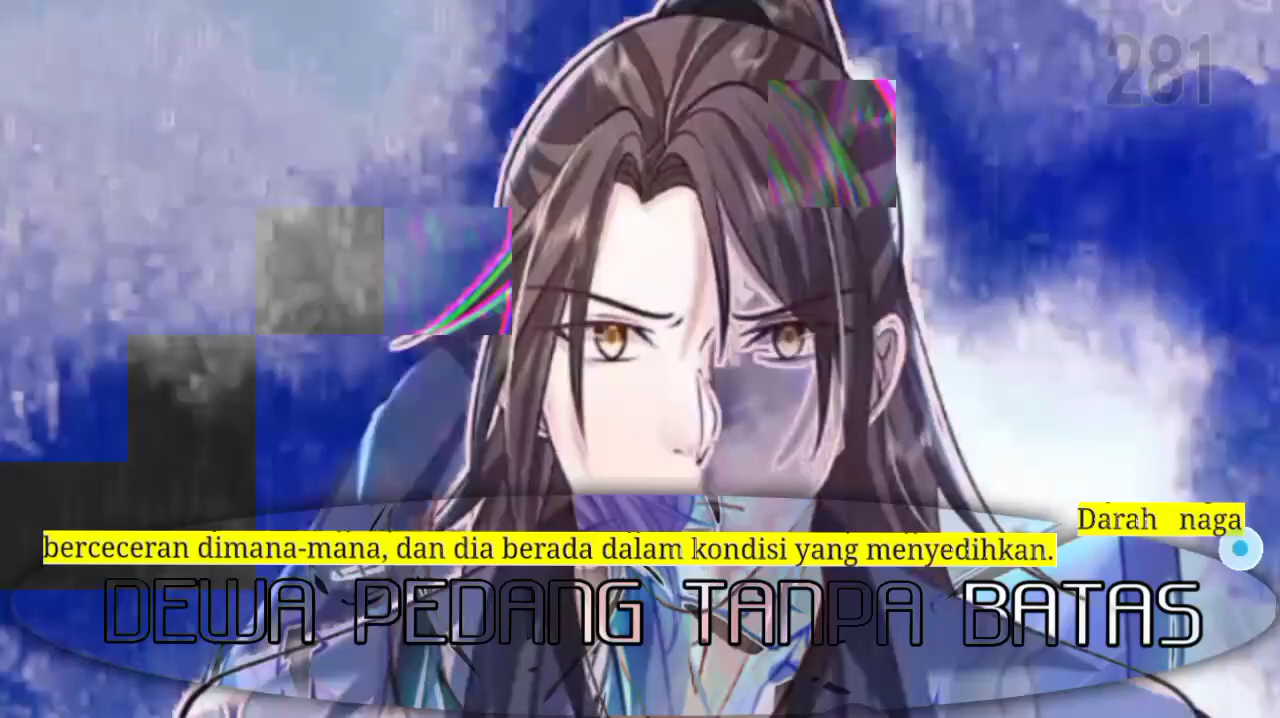 281
Darah naga
berceceran dimana-mana, dan dia berada dalam kondisi yang menyedihkan.
DEWA PEDANG TANPA BATAS